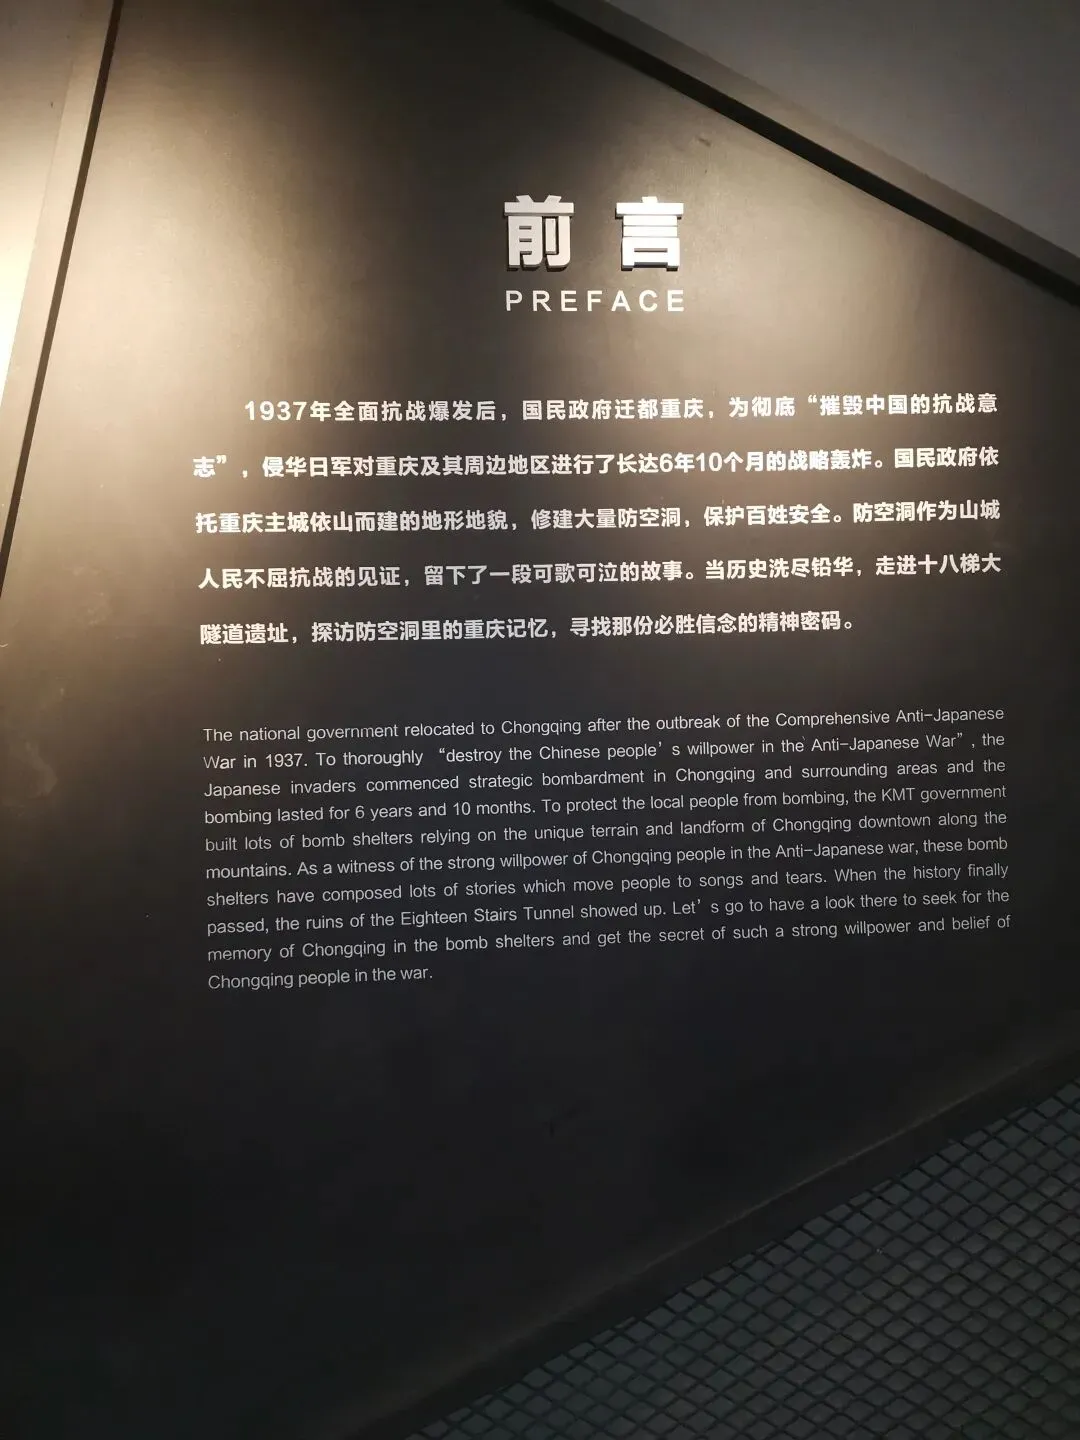 前言
PREFACE
1937年全面抗战爆发后，国民政府迁都重庆，为彻底“摧毁中国的抗战意
志”，侵华日军对重庆及其周边地区进行了长达6年10个月的战略轰炸。国民政府依
托重庆主城依山而建的地形地貌，修建大量防空洞，保护百姓安全。防空洞作为山城
人民不屈抗战的见证，留下了一段可歌可泣的故事。当历史洗尽铅华，走进十八梯大
隧道遗址，探访防空洞里的重庆记忆，寻找那份必胜信念的精神密码。
The national government relocated to Chongqing after the outbreak of the Comprehensive Anti-Japanese
War in 1937. To thoroughly “destroy the Chinese people’s willpower in the Anti-Japanese War”, the
Japanese invaders commenced strategic bombardment in Chongqing and surrounding areas and the
bombing lasted for 6 years and 10 months. To protect the local people from bombing, the KMT government
built lots of bomb shelters relying on the unique terrain and landform of Chongqing downtown along the
mountains. As a witness of the strong willpower of Chongqing people in the Anti-Japanese war, these bomb
shelters have composed lots of stories which move people to songs and tears. When the history finally
passed, the ruins of the Eighteen Stairs Tunnel showed up. Let’s go to have a look there to seek for the
memory of Chongqing in the bomb shelters and get the secret of such a strong willpower and belief of
Chongqing people in the war.